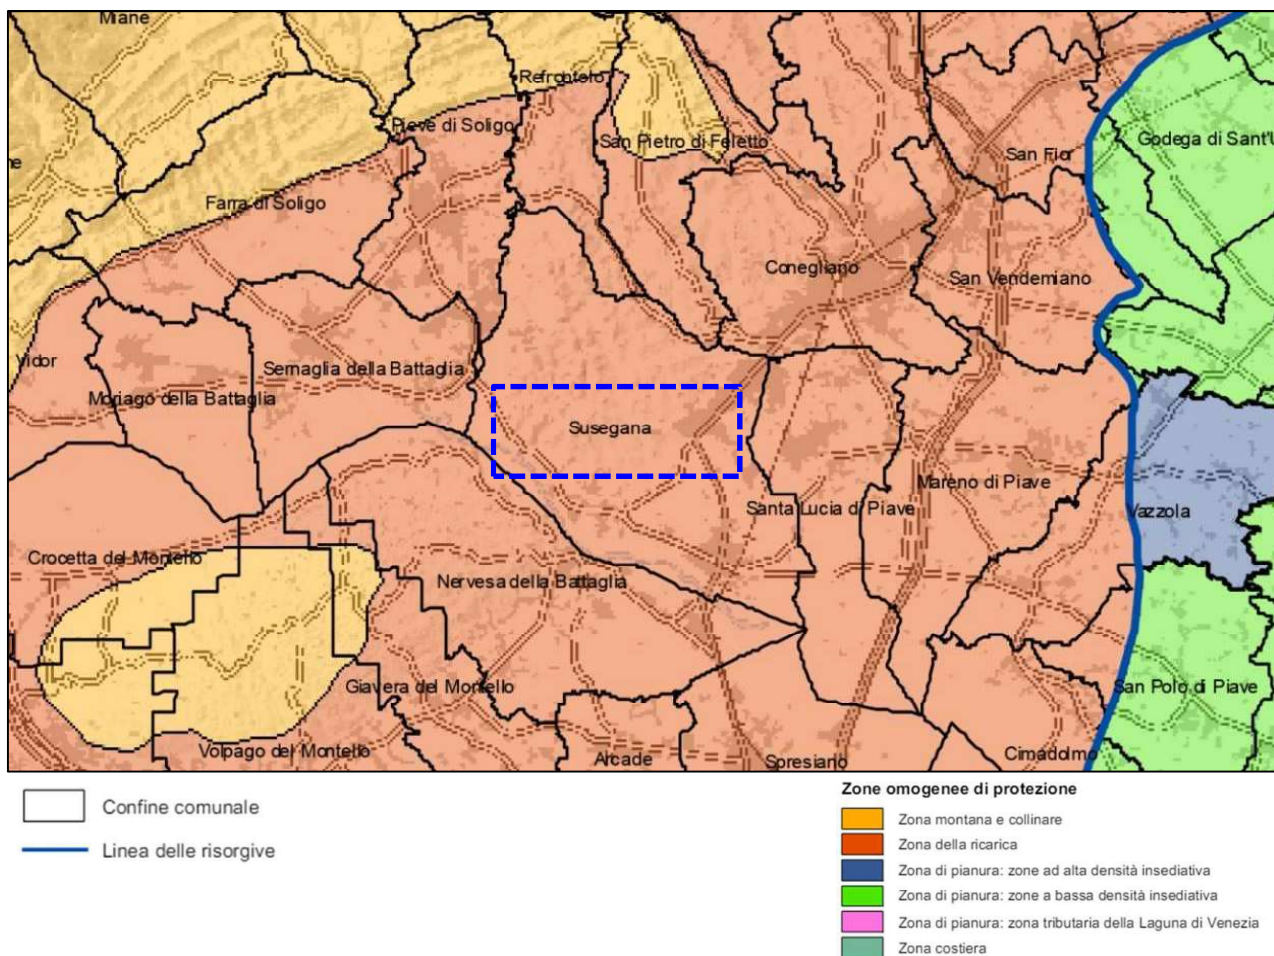 Miane
Refrontolo
Pieve di Soligo
San Pietro di Feletto
Godega di Sant'U
San Fior
ne
Farra di Soligo
Conegliano
San Vendemiano
Vidor
Sernaglia della Battaglia
Moriago della Battaglia
Susegana
Mareno di Piave
Santa Lucia di Piave
Vazzola
Crocetta del Montello
Nervesa della Battaglia
Giavera del Montello
San Polo di Piave
Volpago del Montello
Arcade
Spresiano
Cimadolmo
Confine comunale
Linea delle risorgive
Zone omogenee di protezione
Zona montana e collinare
Zona della ricarica
Zona di pianura: zone ad alta densità insediativa
Zona di pianura: zone a bassa densità insediativa
Zona di pianura: zona tributaria della Laguna di Venezia
Zona costiera